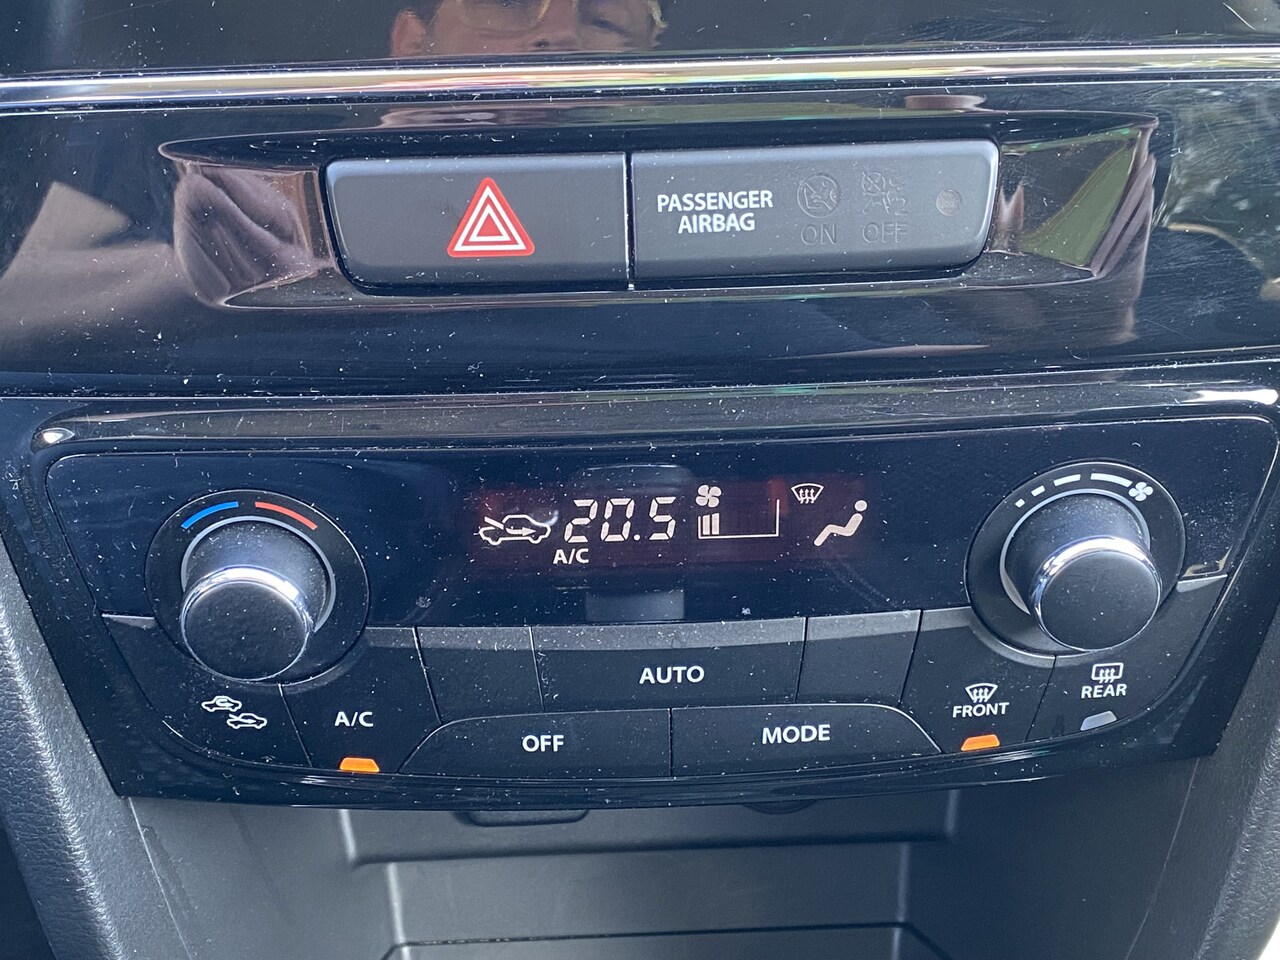 PASSENGER
AIRBAG
ON OFF
20.5
A/C
AUTO
A/C
OFF
MODE
FRONT
REAR